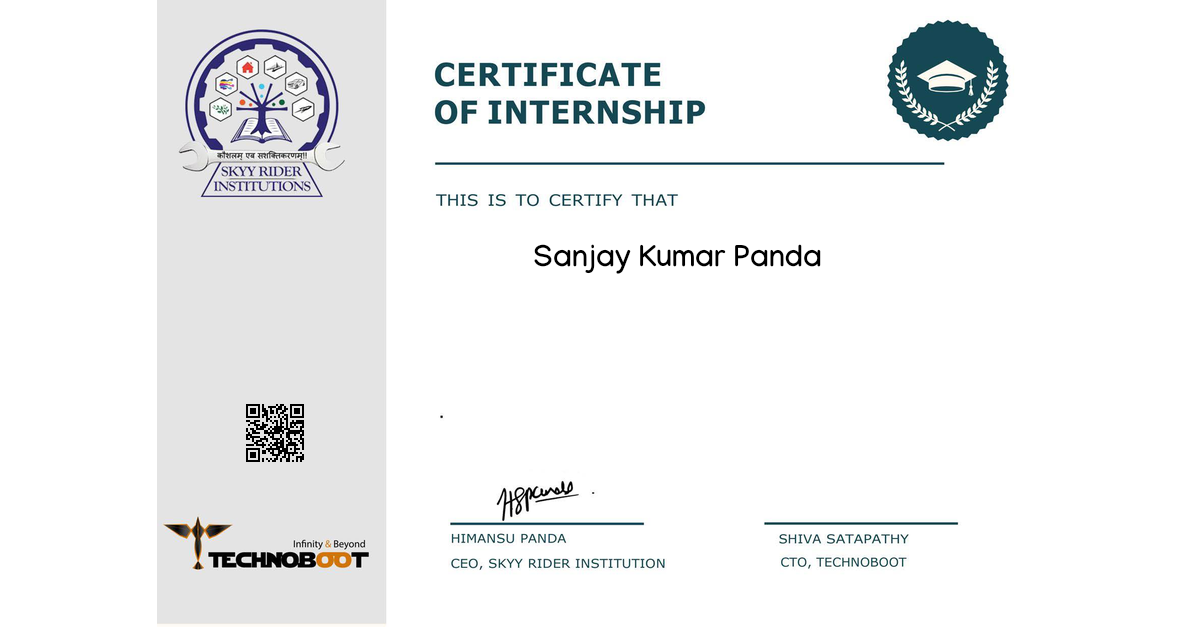 कौशलम् एव सशक्तिकरणम्!!
SKYY RIDER
INSTITUTIONS
Infinity & Beyond
TECHNOBOOT
CERTIFICATE
OF INTERNSHIP
THIS IS TO CERTIFY THAT
Sanjay Kumar Panda
.
HIMANSU PANDA
CEO, SKYY RIDER INSTITUTION
SHIVA SATAPATHY
CTO, TECHNOBOOT